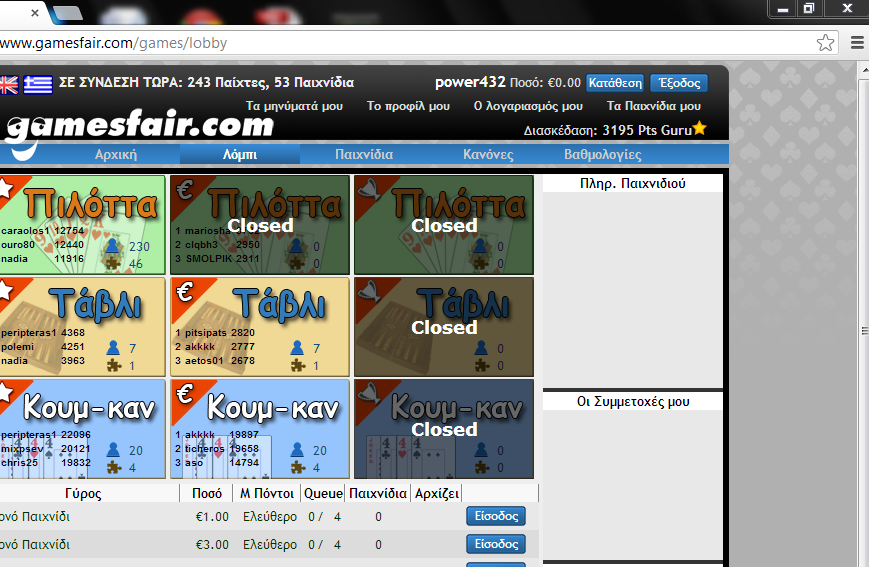 www.gamesfair.com/games/lobby
ΣΕ ΣΥΝΔΕΣΗ ΤΩΡΑ: 243 Παίχτες, 53 Παιχνίδια
power432 Ποσό: €0.00 Κατάθεση Έξοδος
Τα μηνύματά μου Το προφίλ μου Ο λογαριασμός μου Τα Παιχνίδια μου
gamesfair.com
Διασκέδαση: 3195 Pts Guru
Αρχική Λόμπι Παιχνίδια Κανόνες Βαθμολογίες
Πιλόττα
caraolos1 12754
ouro80 12440
nadia 11916
230
46
€
Πιλόττα
Closed
1 mariosha
2 clqbh3 2950
3 SMOLPIK 2911
0
0
Πιλόττα
Closed
0
0
Τάβλι
peripteras1 4368
polemi 4251
nadia 3963
7
1
€
Τάβλι
1 pitsipats 2820
2 akkkk 2777
3 aetos01 2678
7
1
Τάβλι
Closed
0
0
Κουμ-καν
peripteras1 22096
mixpsev 20121
chris25 19832
20
4
€
Κουμ-καν
1 akkkk 19897
2 ticheros 19658
3 aso 14794
20
4
Κουμ-καν
Closed
0
0
Πληρ. Παιχνιδιού
Οι Συμμετοχές μου
Γύρος Ποσό Μ Πόντοι Queue Παιχνίδια Αρχίζει
ονό Παιχνίδι €1.00 Ελεύθερο 0 / 4 0 Είσοδος
ονό Παιχνίδι €3.00 Ελεύθερο 0 / 4 0 Είσοδος